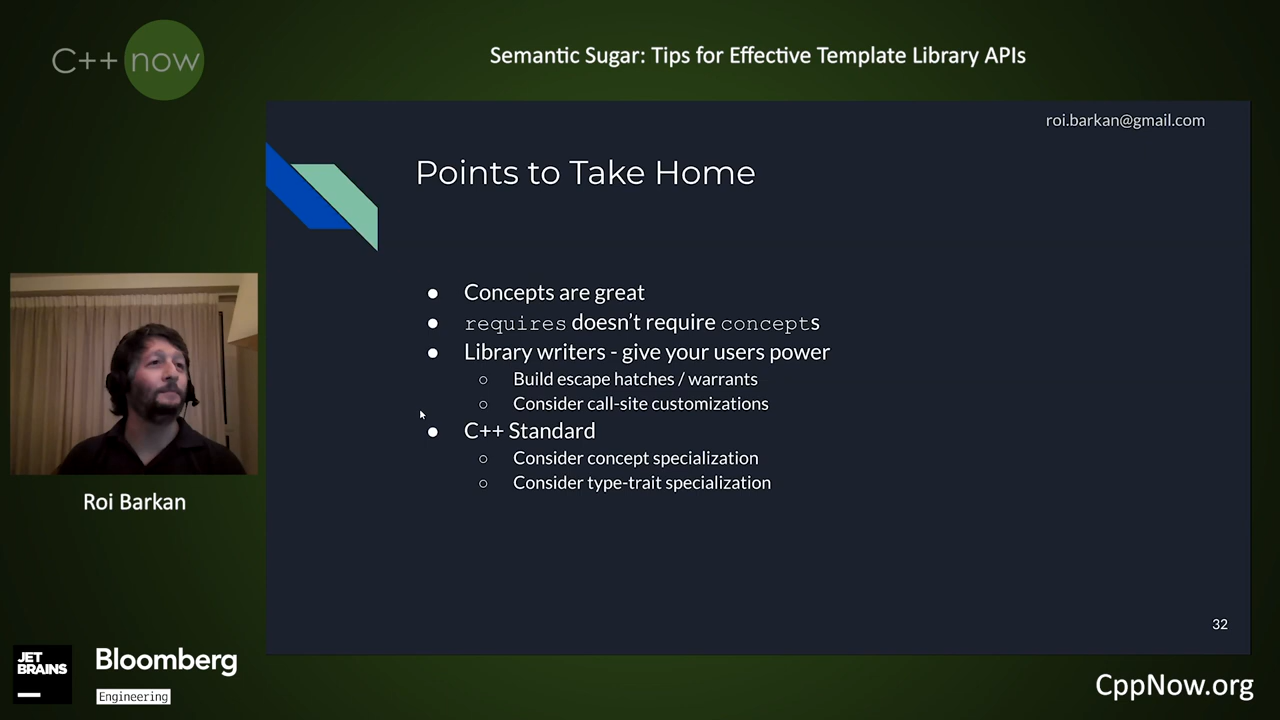 C++ now
Semantic Sugar: Tips for Effective Template Library APIs
roi.barkan@gmail.com
Points to Take Home
● Concepts are great
● requires doesn't require concepts
● Library writers - give your users power
○ Build escape hatches / warrants
○ Consider call-site customizations
● C++ Standard
○ Consider concept specialization
○ Consider type-trait specialization
32
Roi Barkan
JET
BRAINS
Bloomberg
Engineering
CppNow.org